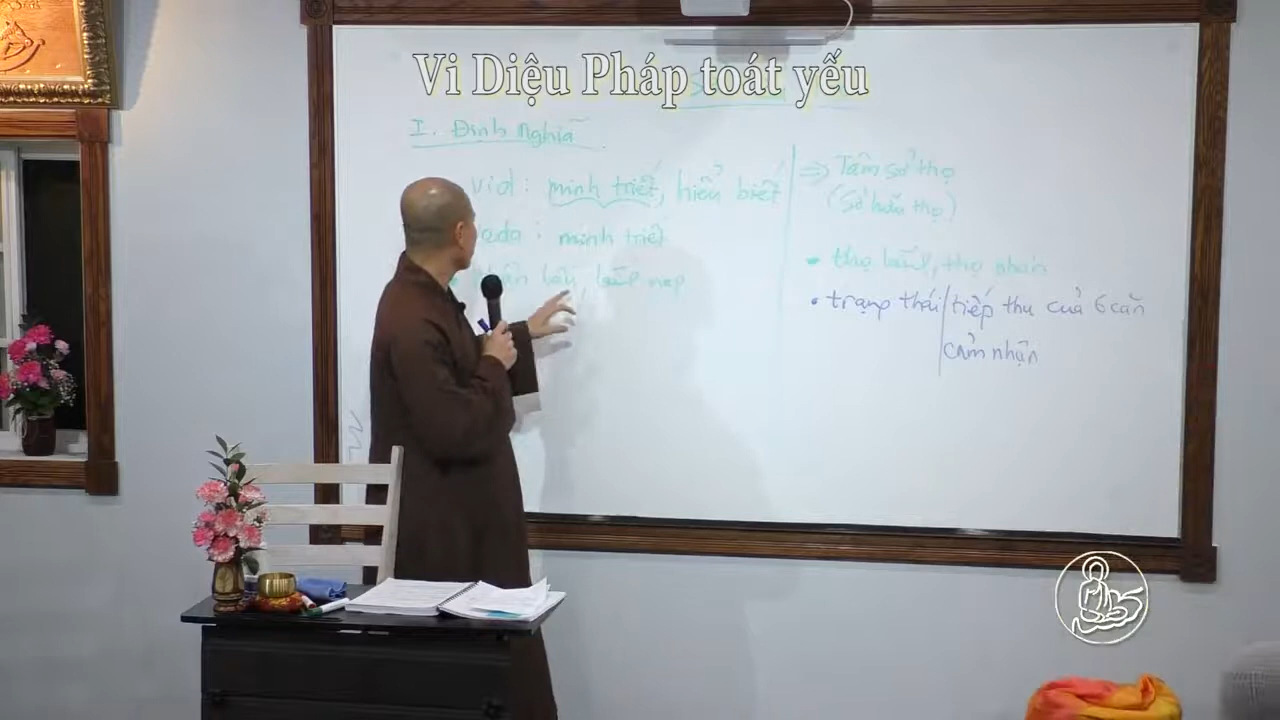 Vi Diệu Pháp toát yếu
I. Định Nghĩa
vid : minh triết, hiểu biết
veda : minh triết
⇒ Tâm sở thọ
(Sở hữu thọ)
• thọ lãnh, thọ nhận
• trạng thái tiếp thu của 6 căn
cảm nhận